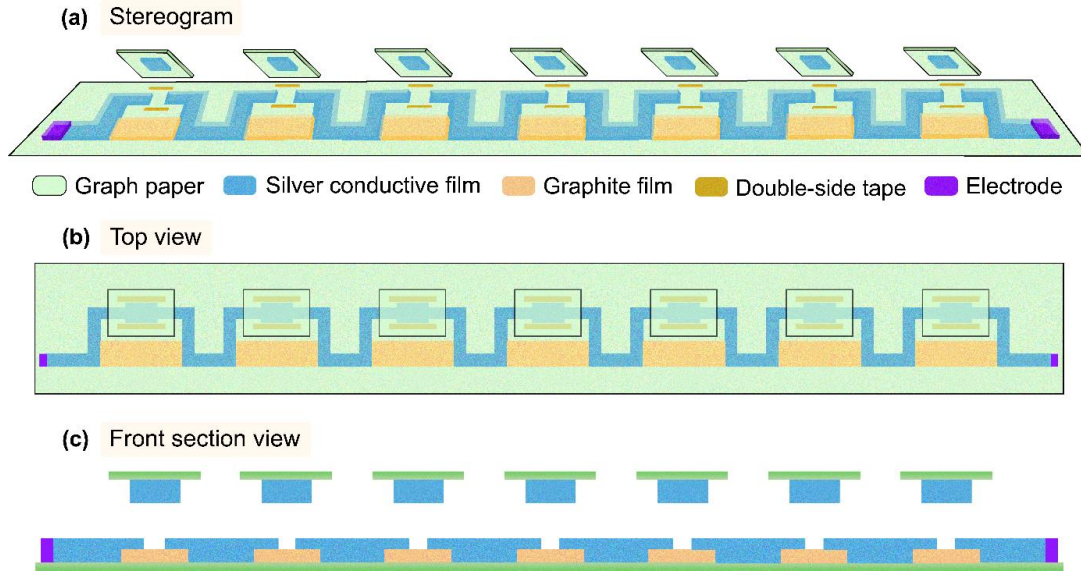 (a) Stereogram
Graph paper Silver conductive film Graphite film Double-side tape Electrode
(b) Top view
(c) Front section view